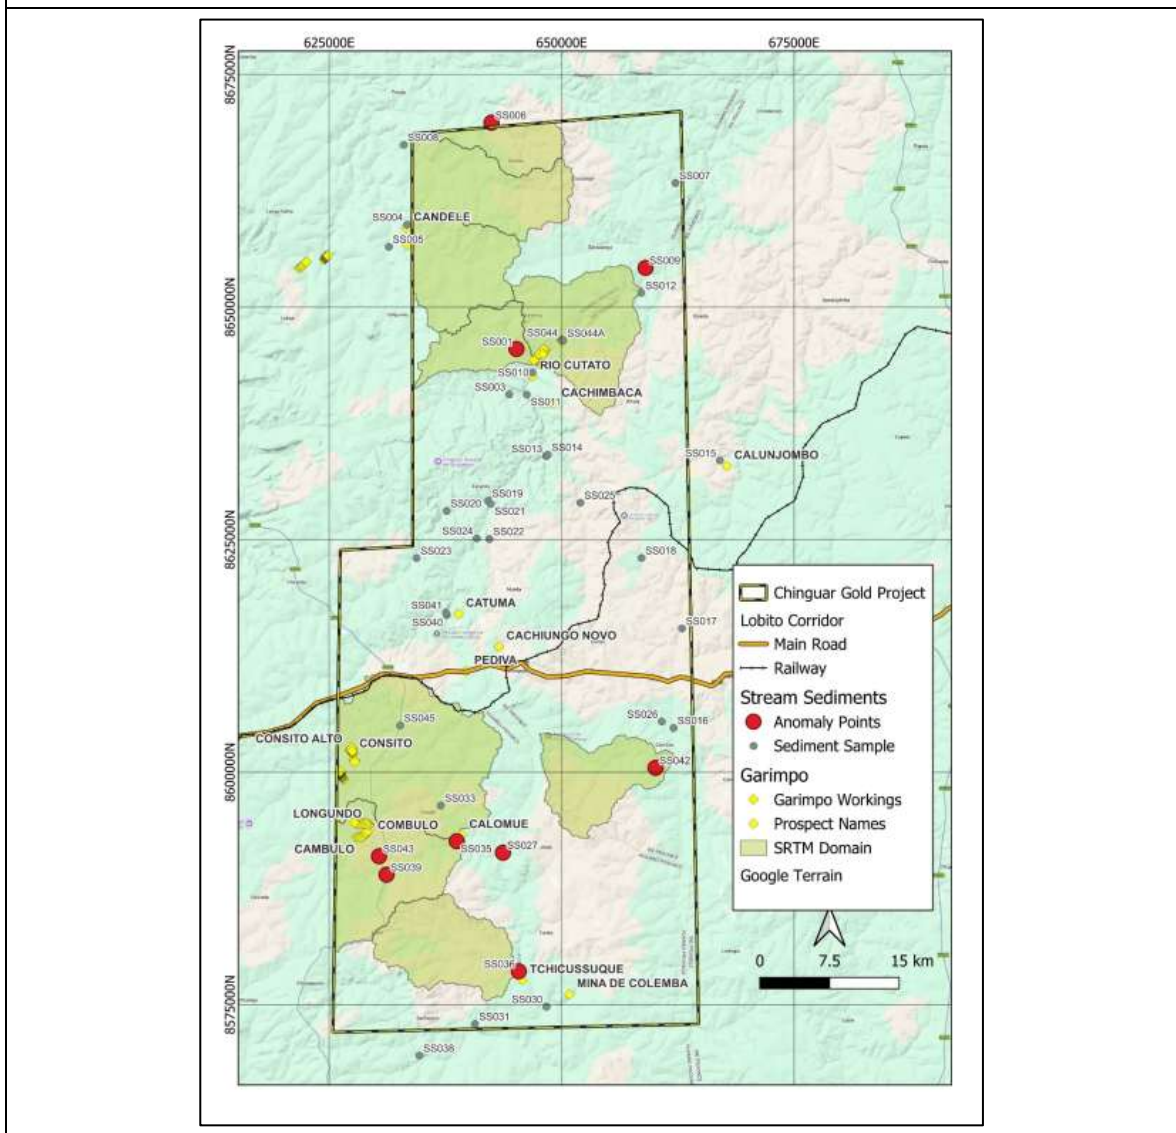 625000E 650000E 675000E
8675000N 8675000N
SS006
SS008
SS007
SS004 CANDELE
SS005
SS009
SS012
8650000N 8650000N
SS044 SS044A
SS001
RIO CUTATO
SS010
SS003 CACHIMBACA
SS011
SS013 SS014
SS015 CALUNJOMBO
SS019
SS020 SS021
SS025
8625000N 8625000N
SS024 SS022
SS023
SS018
SS041 CATUMA
SS040
SS017
CACHIUNGO NOVO
PEDIVA
SS026 SS016
SS045
CONSITO ALTO CONSITO
SS042
8600000N 8600000N
SS033
LONGUNDO
COMBULO CALOMUE
CAMBULO SS043 SS035 SS027
SS039
SS036 TCHICUSSUQUE
MINA DE COLEMBA
SS030
8575000N 8575000N
SS031
SS038
Chinguar Gold Project
Lobito Corridor
Main Road
Railway
Stream Sediments
Anomaly Points
Sediment Sample
Garimpo
Garimpo Workings
Prospect Names
SRTM Domain
Google Terrain
0 7.5 15 km